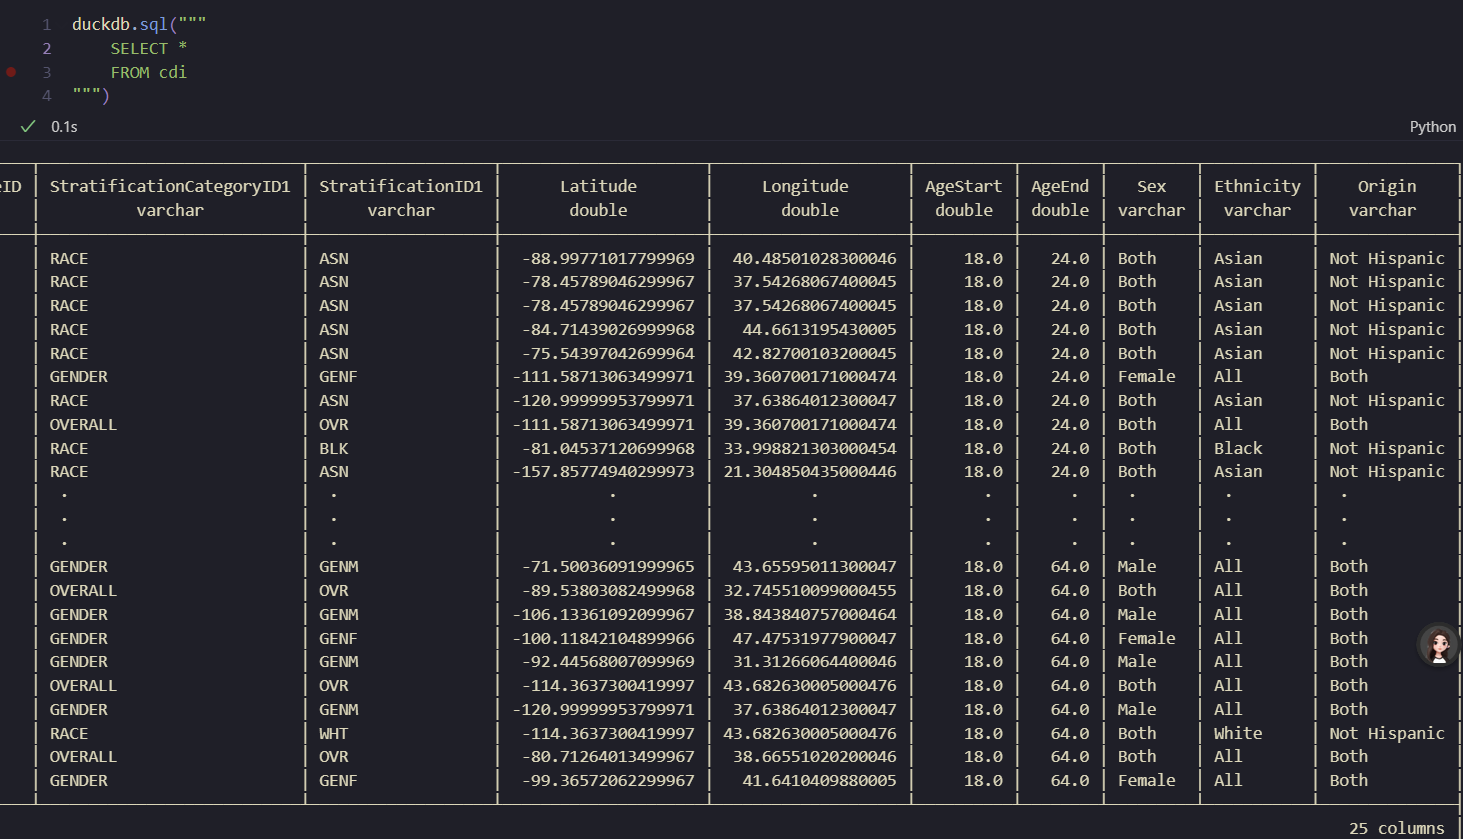 1 duckdb.sql("""
2 SELECT *
3 FROM cdi
4 """)
0.1s
Python
eID StratificationCategoryID1 StratificationID1 Latitude Longitude AgeStart AgeEnd Sex Ethnicity Origin
varchar varchar double double double double varchar varchar varchar
RACE ASN -88.99771017799969 40.48501028300046 18.0 24.0 Both Asian Not Hispanic
RACE ASN -78.45789046299967 37.54268067400045 18.0 24.0 Both Asian Not Hispanic
RACE ASN -78.45789046299967 37.54268067400045 18.0 24.0 Both Asian Not Hispanic
RACE ASN -84.71439026999968 44.6613195430005 18.0 24.0 Both Asian Not Hispanic
RACE ASN -75.54397042699964 42.82700103200045 18.0 24.0 Both Asian Not Hispanic
GENDER GENF -111.58713063499971 39.360700171000474 18.0 24.0 Female All Both
RACE ASN -120.99999953799971 37.63864012300047 18.0 24.0 Both Asian Not Hispanic
OVERALL OVR -111.58713063499971 39.360700171000474 18.0 24.0 Both All Both
RACE BLK -81.04537120699968 33.998821303000454 18.0 24.0 Both Black Not Hispanic
RACE ASN -157.85774940299973 21.304850435000446 18.0 24.0 Both Asian Not Hispanic
· · · · · · · · ·
· · · · · · · · ·
· · · · · · · · ·
GENDER GENM -71.50036091999965 43.65595011300047 18.0 64.0 Male All Both
OVERALL OVR -89.53803082499968 32.745510099000455 18.0 64.0 Both All Both
GENDER GENM -106.13361092099967 38.843840757000464 18.0 64.0 Male All Both
GENDER GENF -100.11842104899966 47.47531977900047 18.0 64.0 Female All Both
GENDER GENM -92.44568007099969 31.31266064400046 18.0 64.0 Male All Both
OVERALL OVR -114.3637300419997 43.682630005000476 18.0 64.0 Both All Both
GENDER GENM -120.99999953799971 37.63864012300047 18.0 64.0 Male All Both
RACE WHT -114.3637300419997 43.682630005000476 18.0 64.0 Both White Not Hispanic
OVERALL OVR -80.71264013499967 38.66551020200046 18.0 64.0 Both All Both
GENDER GENF -99.36572062299967 41.6410409880005 18.0 64.0 Female All Both
25 columns